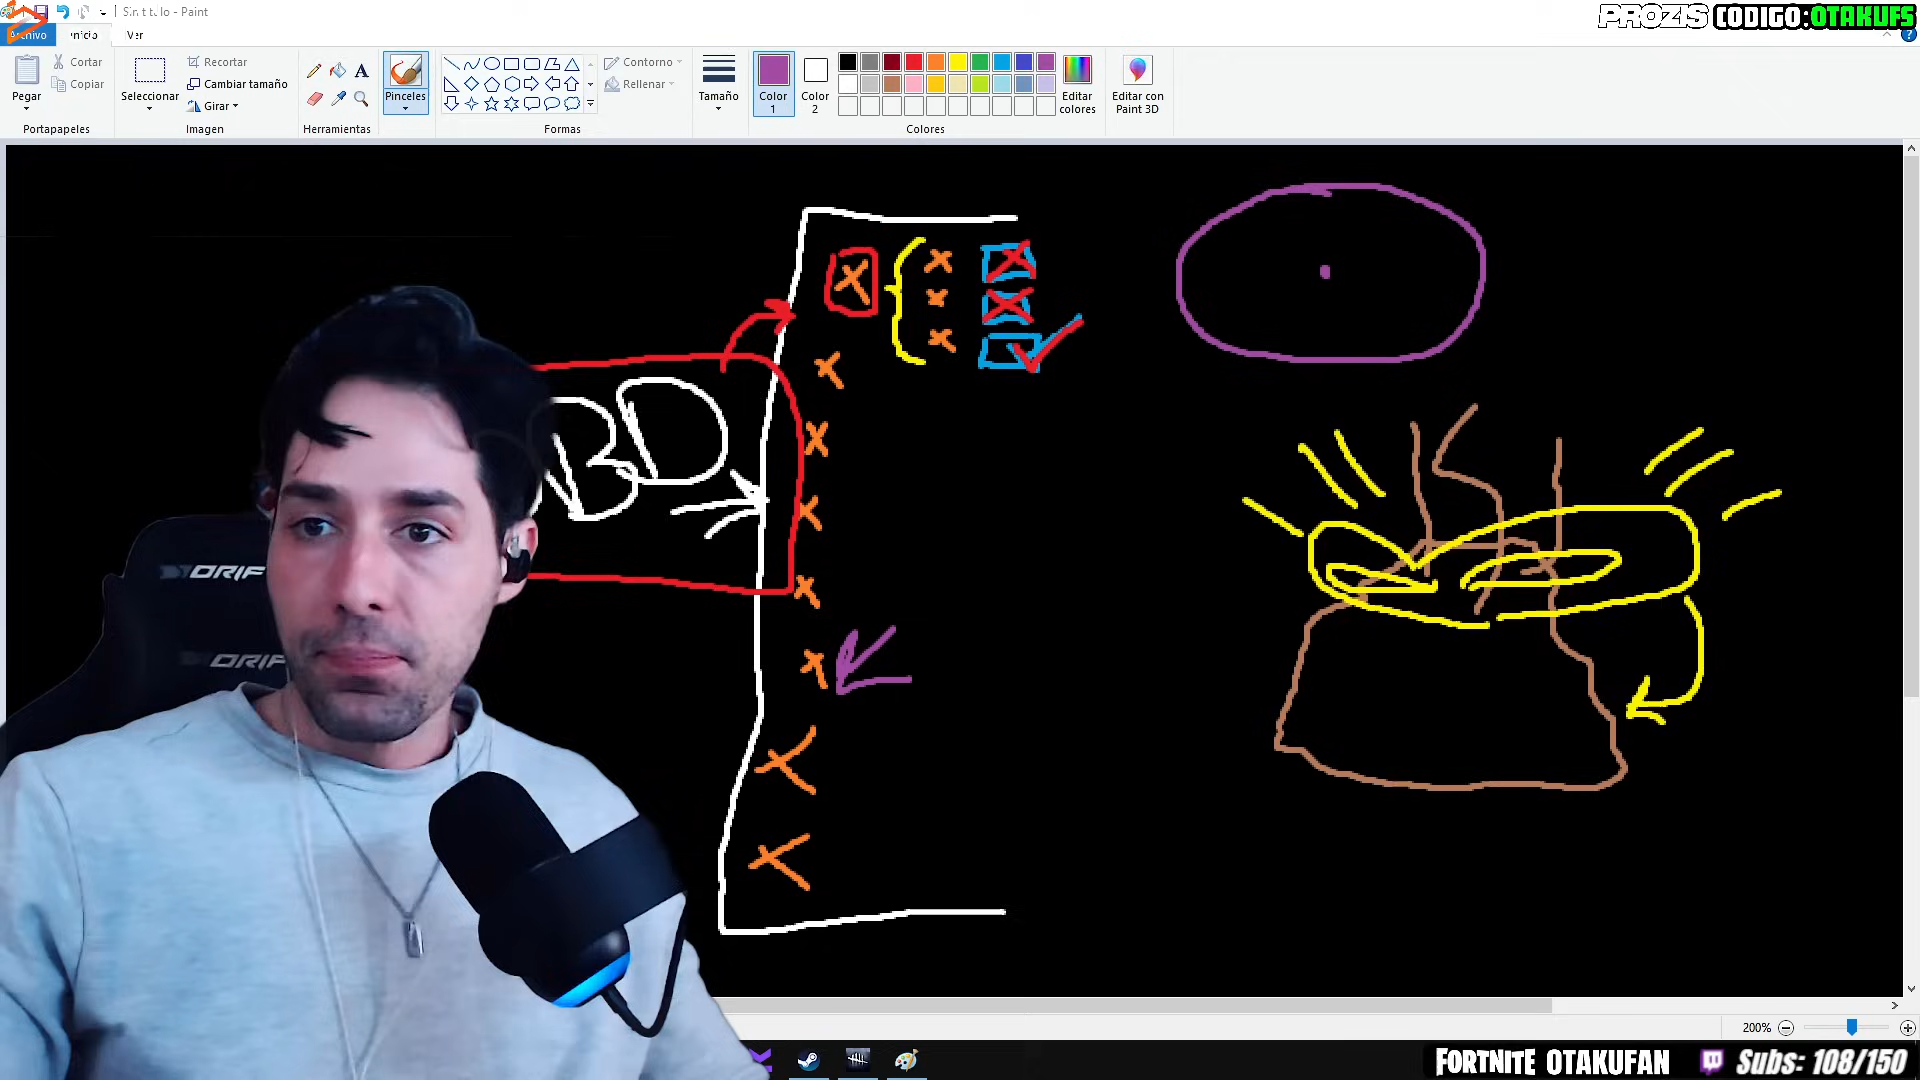 Sin título - Paint
PROZIS CODIGO:OTAKUFS
Archivo Inicio Ver
Pegar
Cortar
Copiar
Portapapeles
Seleccionar
Recortar
Cambiar tamaño
Girar
Imagen
Herramientas
Pinceles
Contorno
Rellenar
Formas
Tamaño
Color 1
Color 2
Editar colores
Colores
Editar con Paint 3D
BD
DRIF
DRIF
200%
FORTNITE OTAKUFAN Subs: 108/150